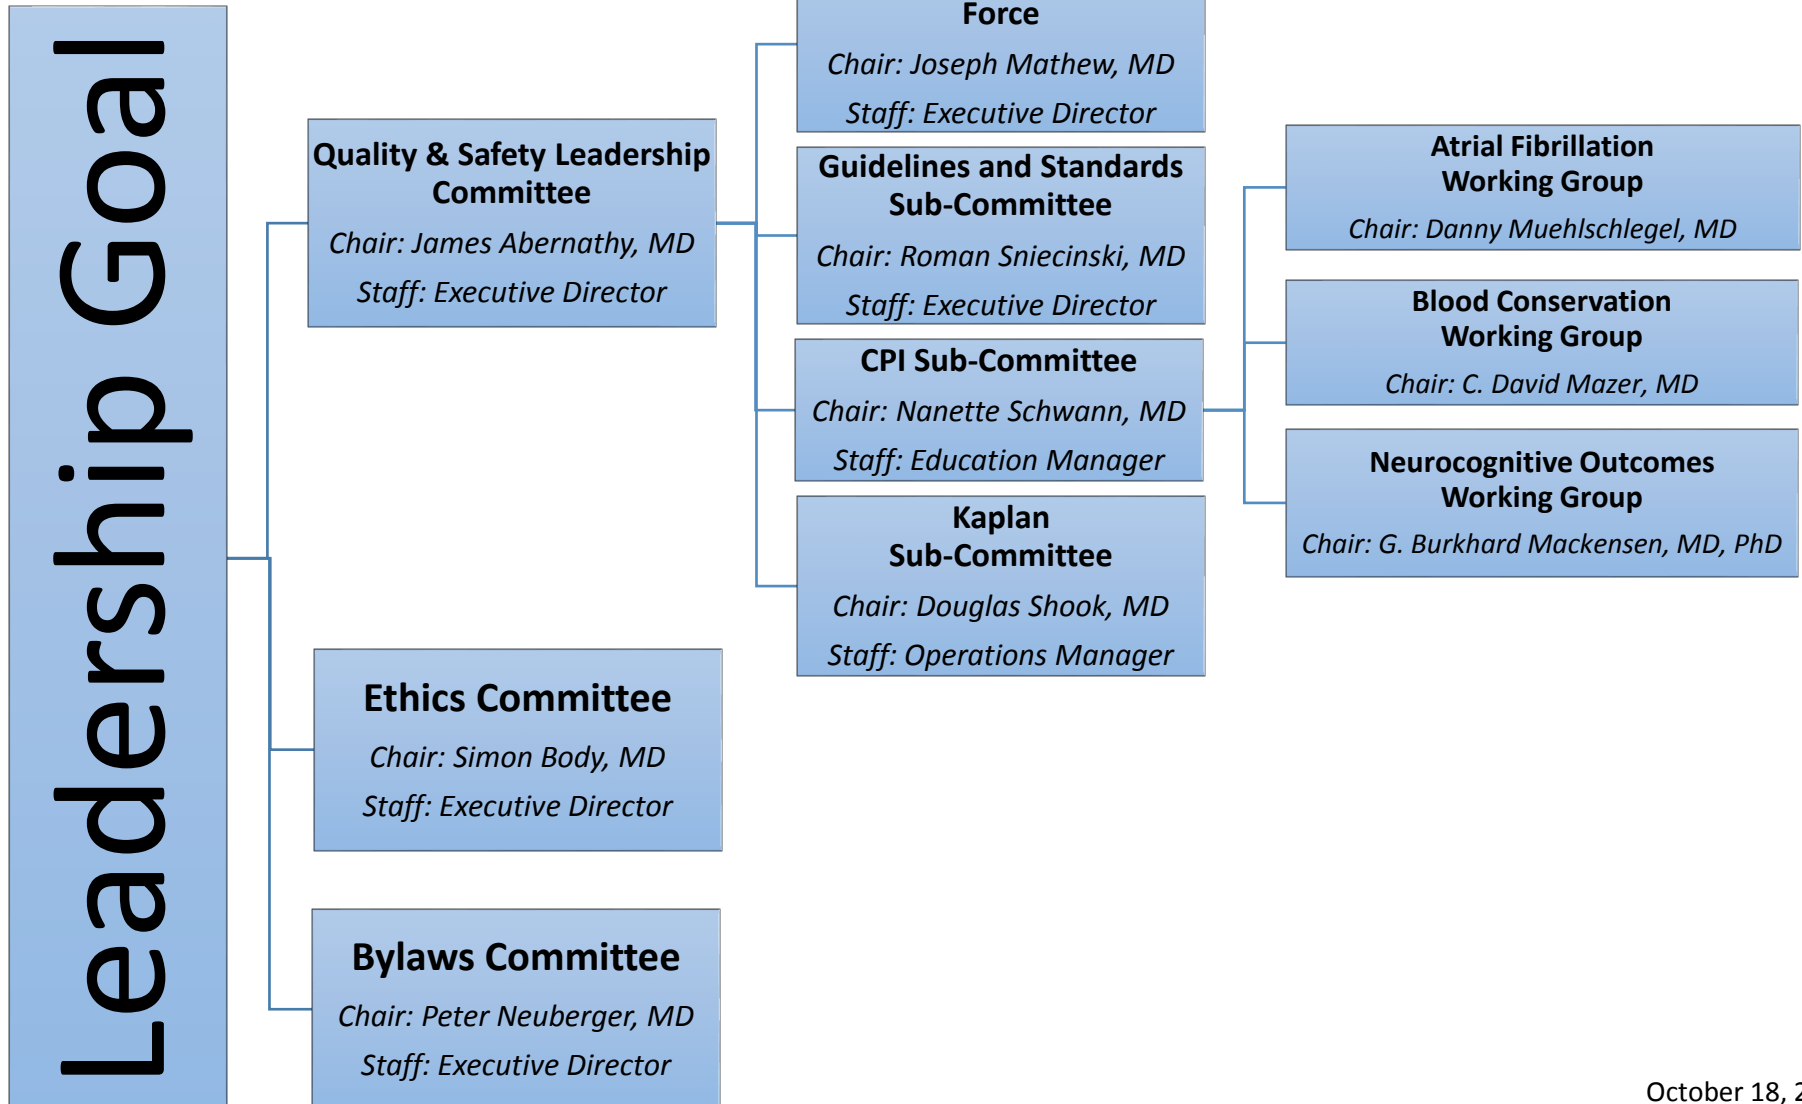 Leadership Goal
Quality & Safety Leadership
Committee
Chair: James Abernathy, MD
Staff: Executive Director
Ethics Committee
Chair: Simon Body, MD
Staff: Executive Director
Bylaws Committee
Chair: Peter Neuberger, MD
Staff: Executive Director
Force
Chair: Joseph Mathew, MD
Staff: Executive Director
Guidelines and Standards
Sub-Committee
Chair: Roman Sniecinski, MD
Staff: Executive Director
CPI Sub-Committee
Chair: Nanette Schwann, MD
Staff: Education Manager
Kaplan
Sub-Committee
Chair: Douglas Shook, MD
Staff: Operations Manager
Atrial Fibrillation
Working Group
Chair: Danny Muehlschlegel, MD
Blood Conservation
Working Group
Chair: C. David Mazer, MD
Neurocognitive Outcomes
Working Group
Chair: G. Burkhard Mackensen, MD, PhD
October 18, 2